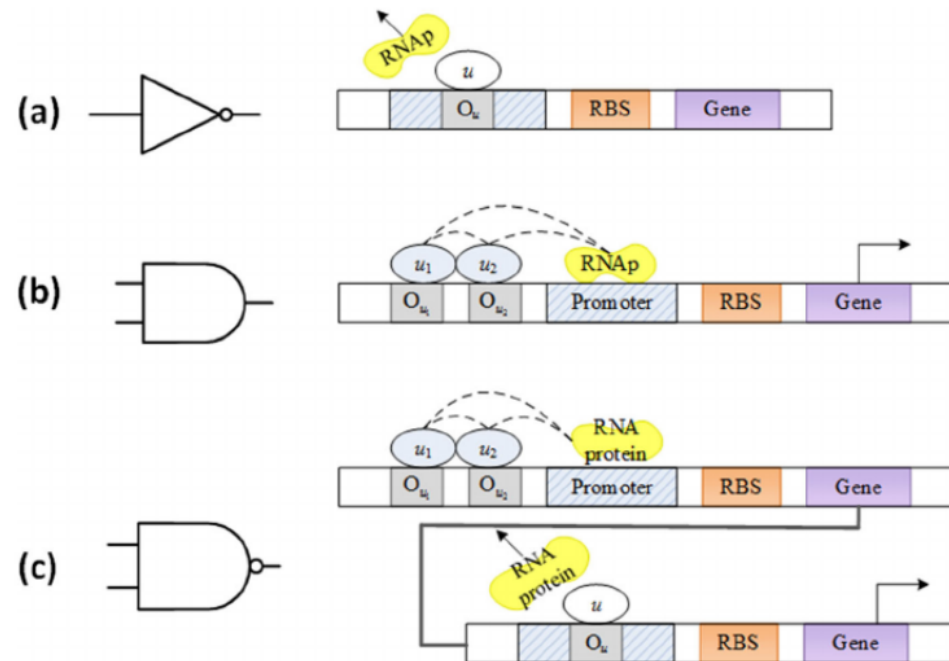 (a)
RNAp
u
Oᵤ
RBS
Gene
(b)
u₁
u₂
RNAp
Oᵤ₁
Oᵤ₂
Promoter
RBS
Gene
(c)
u₁
u₂
RNA
protein
Oᵤ₁
Oᵤ₂
Promoter
RBS
Gene
RNA
protein
u
Oᵤ
RBS
Gene